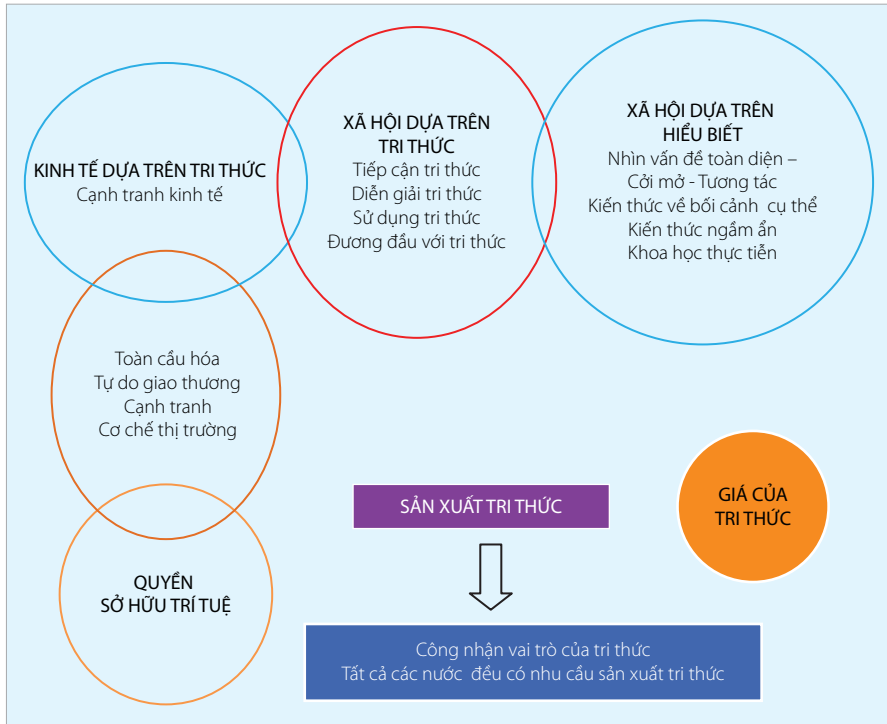 KINH TẾ DỰA TRÊN TRI THỨC
Cạnh tranh kinh tế
XÃ HỘI DỰA TRÊN
TRI THỨC
Tiếp cận tri thức
Diễn giải tri thức
Sử dụng tri thức
Đương đầu với tri thức
XÃ HỘI DỰA TRÊN
HIỂU BIẾT
Nhìn vấn đề toàn diện –
Cởi mở - Tương tác
Kiến thức về bối cảnh cụ thể
Kiến thức ngầm ẩn
Khoa học thực tiễn
Toàn cầu hóa
Tự do giao thương
Cạnh tranh
Cơ chế thị trường
QUYỀN
SỞ HỮU TRÍ TUỆ
SẢN XUẤT TRI THỨC
GIÁ CỦA
TRI THỨC
Công nhận vai trò của tri thức
Tất cả các nước đều có nhu cầu sản xuất tri thức